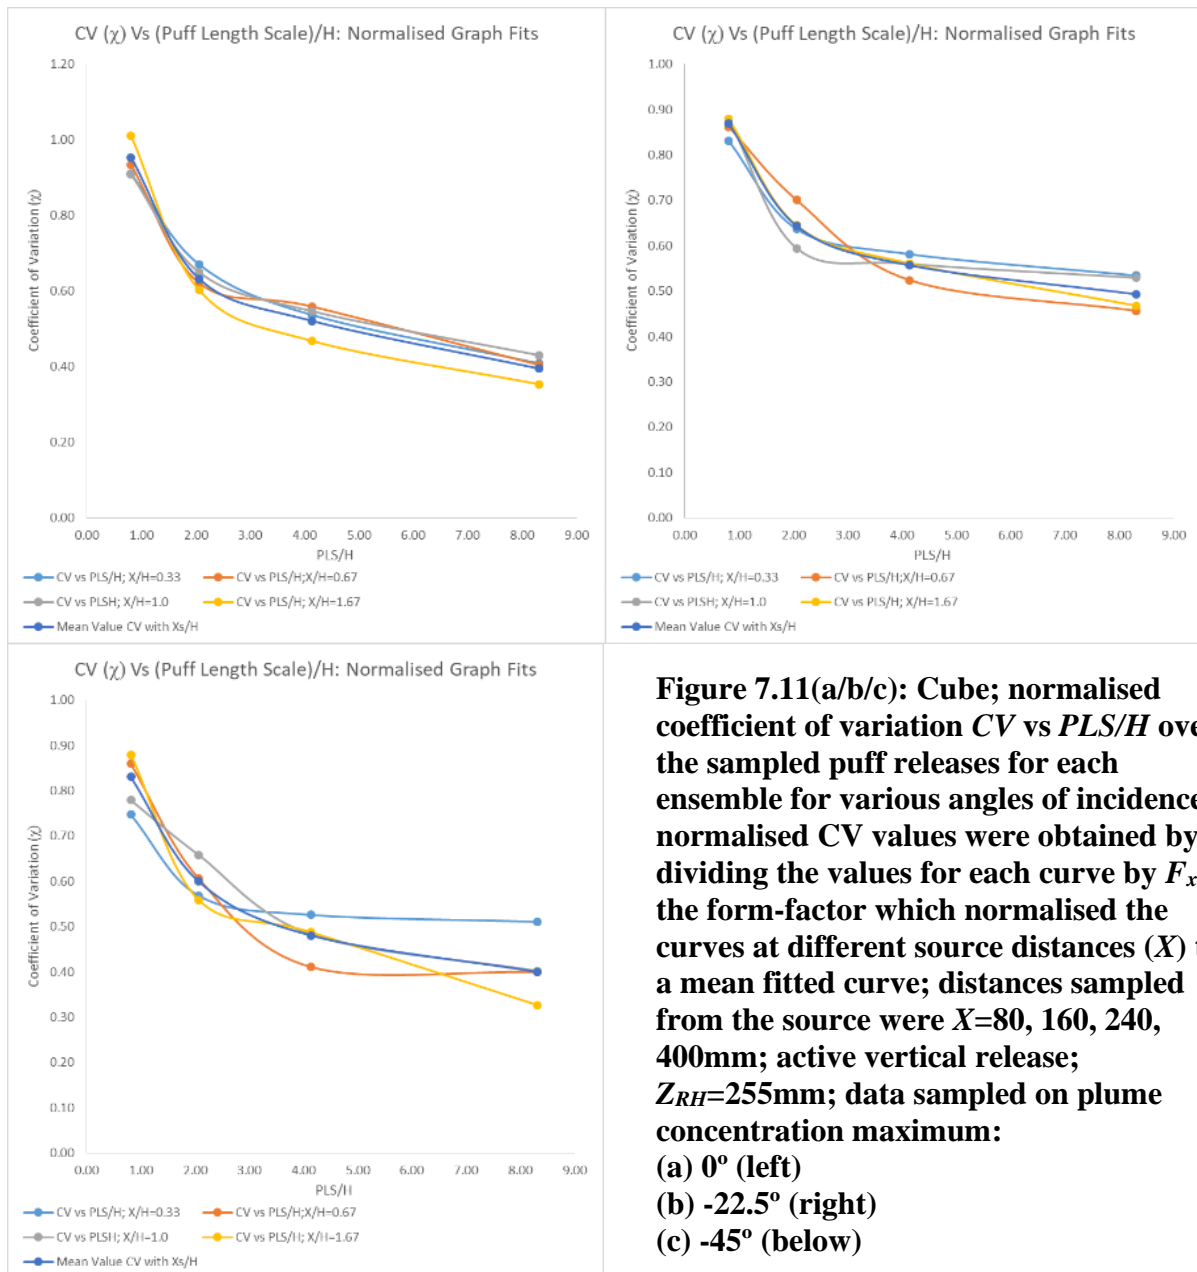 CV (χ) Vs (Puff Length Scale)/H: Normalised Graph Fits
1.20
1.00
0.80
0.60
0.40
0.20
0.00
Coefficient of Variation (χ)
0.00 1.00 2.00 3.00 4.00 5.00 6.00 7.00 8.00 9.00
PLS/H
CV vs PLS/H; X/H=0.33 CV vs PLS/H;X/H=0.67
CV vs PLSH; X/H=1.0 CV vs PLS/H; X/H=1.67
Mean Value CV with Xs/H
CV (χ) Vs (Puff Length Scale)/H: Normalised Graph Fits
1.00
0.90
0.80
0.70
0.60
0.50
0.40
0.30
0.20
0.10
0.00
Coefficient of Variation (χ)
0.00 1.00 2.00 3.00 4.00 5.00 6.00 7.00 8.00 9.00
PLS/H
CV vs PLS/H; X/H=0.33 CV vs PLS/H;X/H=0.67
CV vs PLSH; X/H=1.0 CV vs PLS/H; X/H=1.67
Mean Value CV with Xs/H
CV (χ) Vs (Puff Length Scale)/H: Normalised Graph Fits
1.00
0.90
0.80
0.70
0.60
0.50
0.40
0.30
0.20
0.10
0.00
Coefficient of Variation (χ)
0.00 1.00 2.00 3.00 4.00 5.00 6.00 7.00 8.00 9.00
PLS/H
CV vs PLS/H; X/H=0.33 CV vs PLS/H;X/H=0.67
CV vs PLSH; X/H=1.0 CV vs PLS/H; X/H=1.67
Mean Value CV with Xs/H
Figure 7.11(a/b/c): Cube; normalised
coefficient of variation CV vs PLS/H
the sampled puff releases for each
ensemble for various angles of incidence
normalised CV values were obtained by
dividing the values for each curve by Fx
the form-factor which normalised the
curves at different source distances (X)
a mean fitted curve; distances sampled
from the source were X=80, 160, 240,
400mm; active vertical release;
ZRH=255mm; data sampled on plume
concentration maximum:
(a) 0º (left)
(b) -22.5º (right)
(c) -45º (below)